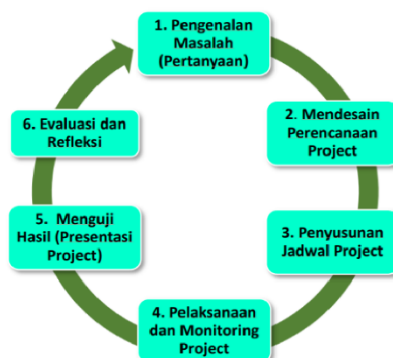 1. Pengenalan
Masalah
(Pertanyaan)
2. Mendesain
Perencanaan
Project
3. Penyusunan
Jadwal Project
4. Pelaksanaan
dan Monitoring
Project
5. Menguji
Hasil (Presentasi
Project)
6. Evaluasi dan
Refleksi